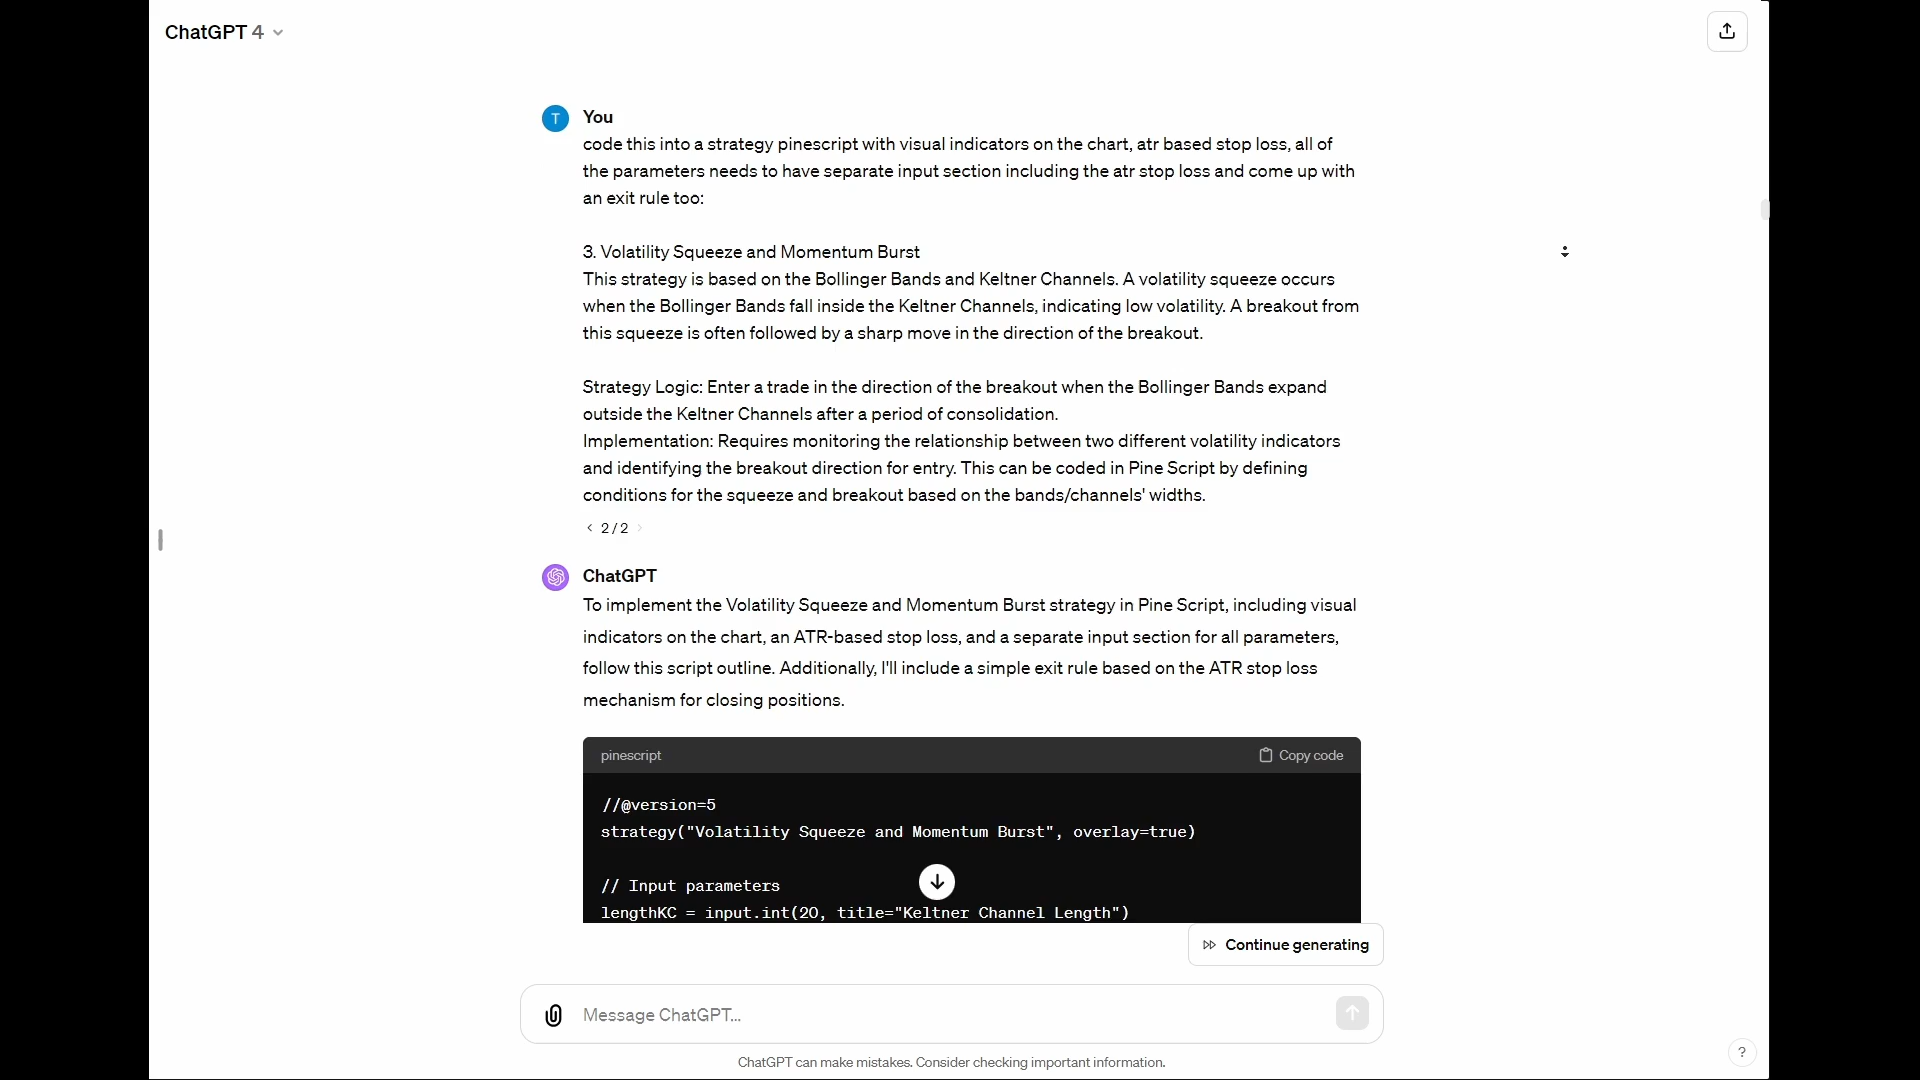 ChatGPT 4
T
You
code this into a strategy pinescript with visual indicators on the chart, atr based stop loss, all of
the parameters needs to have separate input section including the atr stop loss and come up with
an exit rule too:
3. Volatility Squeeze and Momentum Burst
This strategy is based on the Bollinger Bands and Keltner Channels. A volatility squeeze occurs
when the Bollinger Bands fall inside the Keltner Channels, indicating low volatility. A breakout from
this squeeze is often followed by a sharp move in the direction of the breakout.
Strategy Logic: Enter a trade in the direction of the breakout when the Bollinger Bands expand
outside the Keltner Channels after a period of consolidation.
Implementation: Requires monitoring the relationship between two different volatility indicators
and identifying the breakout direction for entry. This can be coded in Pine Script by defining
conditions for the squeeze and breakout based on the bands/channels' widths.
< 2 / 2 >
ChatGPT
To implement the Volatility Squeeze and Momentum Burst strategy in Pine Script, including visual
indicators on the chart, an ATR-based stop loss, and a separate input section for all parameters,
follow this script outline. Additionally, I'll include a simple exit rule based on the ATR stop loss
mechanism for closing positions.
pinescript
Copy code
//@version=5
strategy("Volatility Squeeze and Momentum Burst", overlay=true)
// Input parameters
lengthKC = input.int(20, title="Keltner Channel Length")
Continue generating
Message ChatGPT...
ChatGPT can make mistakes. Consider checking important information.
?